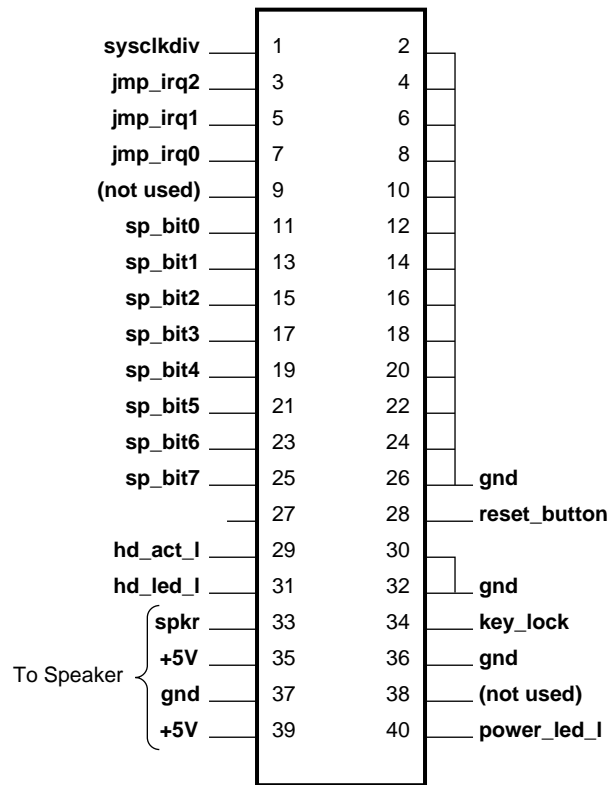 sysclkdiv 1 2
jmp_irq2 3 4
jmp_irq1 5 6
jmp_irq0 7 8
(not used) 9 10
sp_bit0 11 12
sp_bit1 13 14
sp_bit2 15 16
sp_bit3 17 18
sp_bit4 19 20
sp_bit5 21 22
sp_bit6 23 24
sp_bit7 25 26 gnd
27 28 reset_button
hd_act_l 29 30
hd_led_l 31 32 gnd
spkr 33 34 key_lock
+5V 35 36 gnd
To Speaker
gnd 37 38 (not used)
+5V 39 40 power_led_l